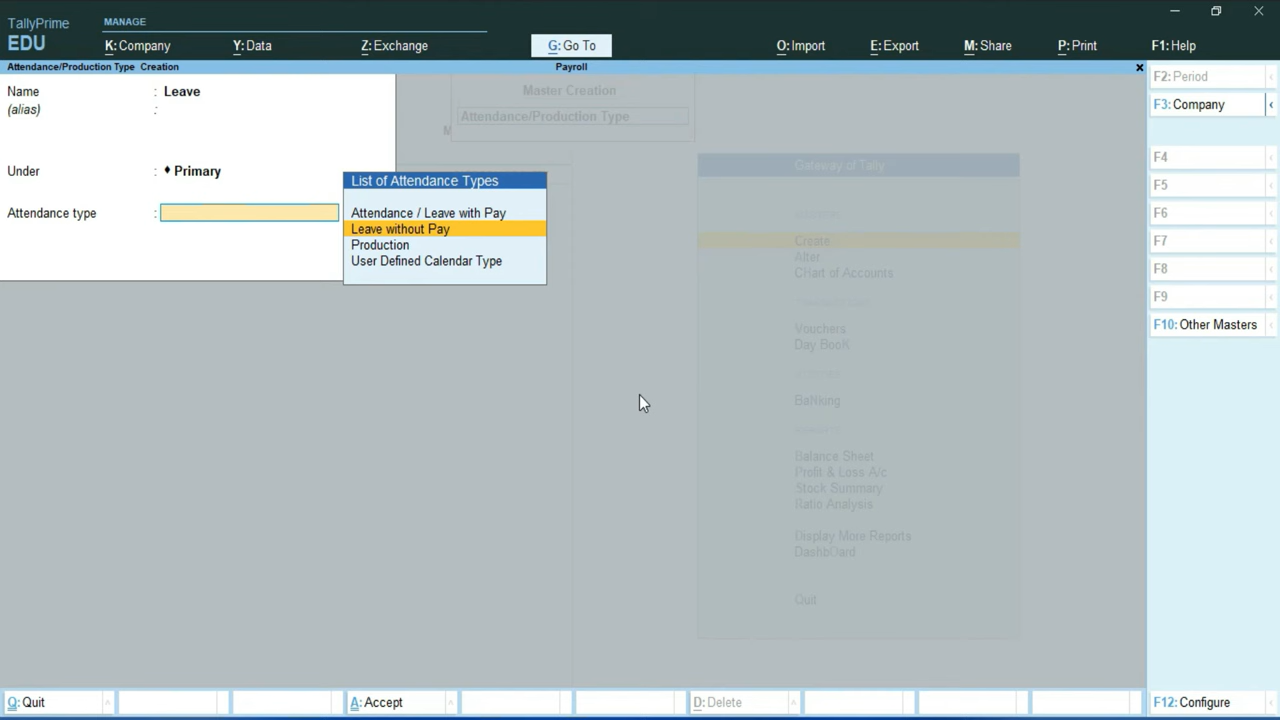 TallyPrime
EDU
MANAGE
K: Company
Y: Data
Z: Exchange
G: Go To
O: Import
E: Export
M: Share
P: Print
F1: Help
Attendance/Production Type Creation
Payroll
F2: Period
F3: Company
Name : Leave
(alias) :
Master Creation
Attendance/Production Type
Under : ♦ Primary
Attendance type :
List of Attendance Types
Attendance / Leave with Pay
Leave without Pay
Production
User Defined Calendar Type
Gateway of Tally
Create
Alter
CHart of Accounts
Vouchers
Day BooK
BaNking
Balance Sheet
Profit & Loss A/c
Stock Summary
Ratio Analysis
Display More Reports
DashbOard
Quit
F4
F5
F6
F7
F8
F9
F10: Other Masters
Q: Quit
A: Accept
D: Delete
F12: Configure